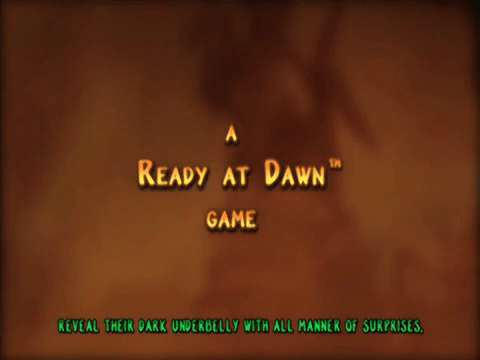 A
READY AT DAWN™
GAME
REVEAL THEIR DARK UNDERBELLY WITH ALL MANNER OF SURPRISES.